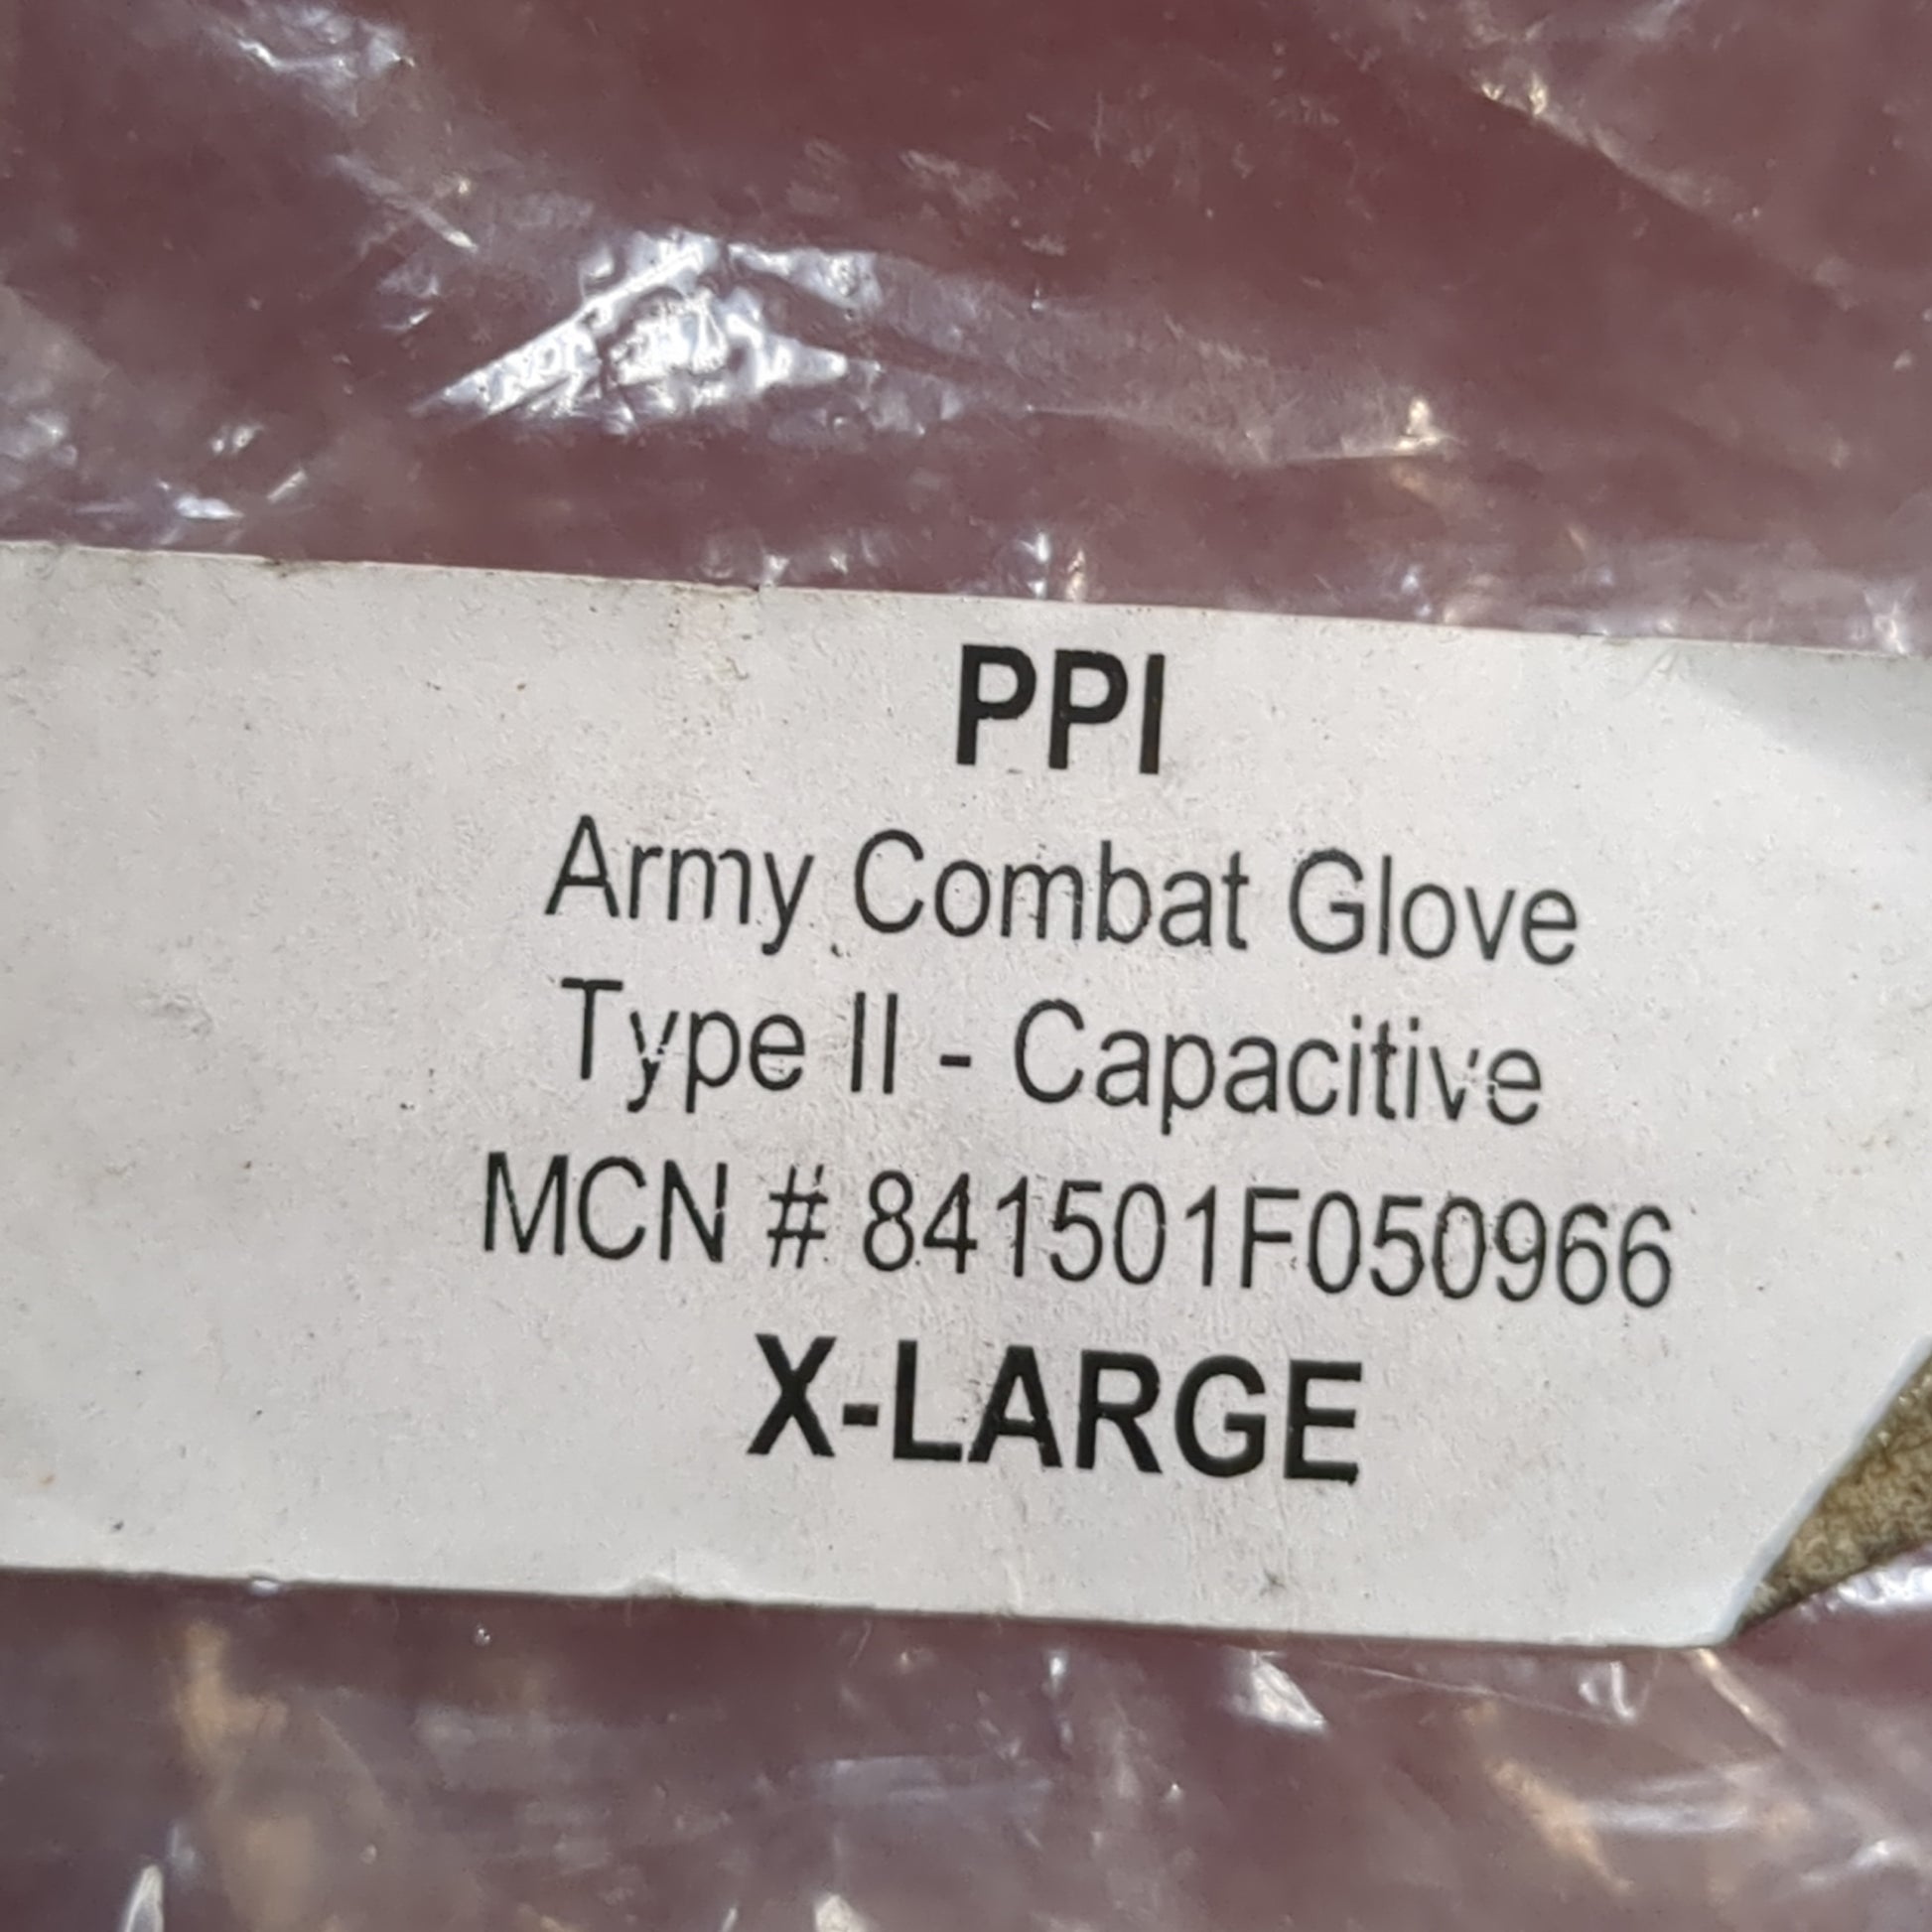 PPI
Army Combat Glove
Type II - Capacitive
MCN # 841501F050966
X-LARGE